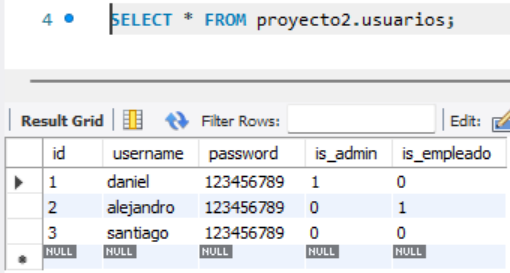 4 SELECT * FROM proyecto2.usuarios;
Result Grid Filter Rows: Edit:
id username password is_admin is_empleado
1 daniel 123456789 1 0
2 alejandro 123456789 0 1
3 santiago 123456789 0 0
NULL NULL NULL NULL NULL